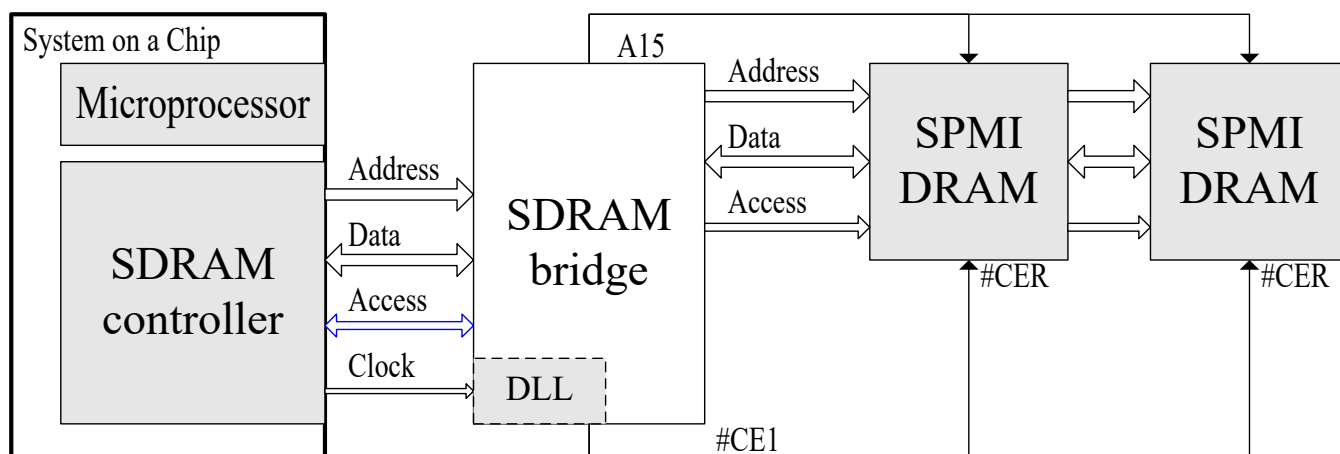 System on a Chip
Microprocessor
SDRAM
controller
Address
Data
Access
Clock
SDRAM
bridge
DLL
A15
#CE1
Address
Data
Access
SPMI
DRAM
#CER
SPMI
DRAM
#CER